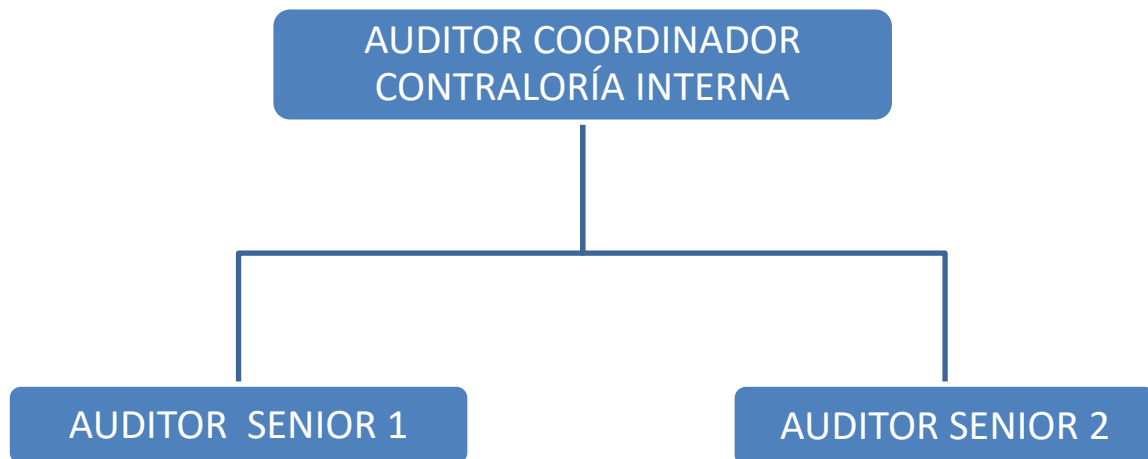 AUDITOR COORDINADOR
CONTRALORÍA INTERNA
AUDITOR SENIOR 1
AUDITOR SENIOR 2